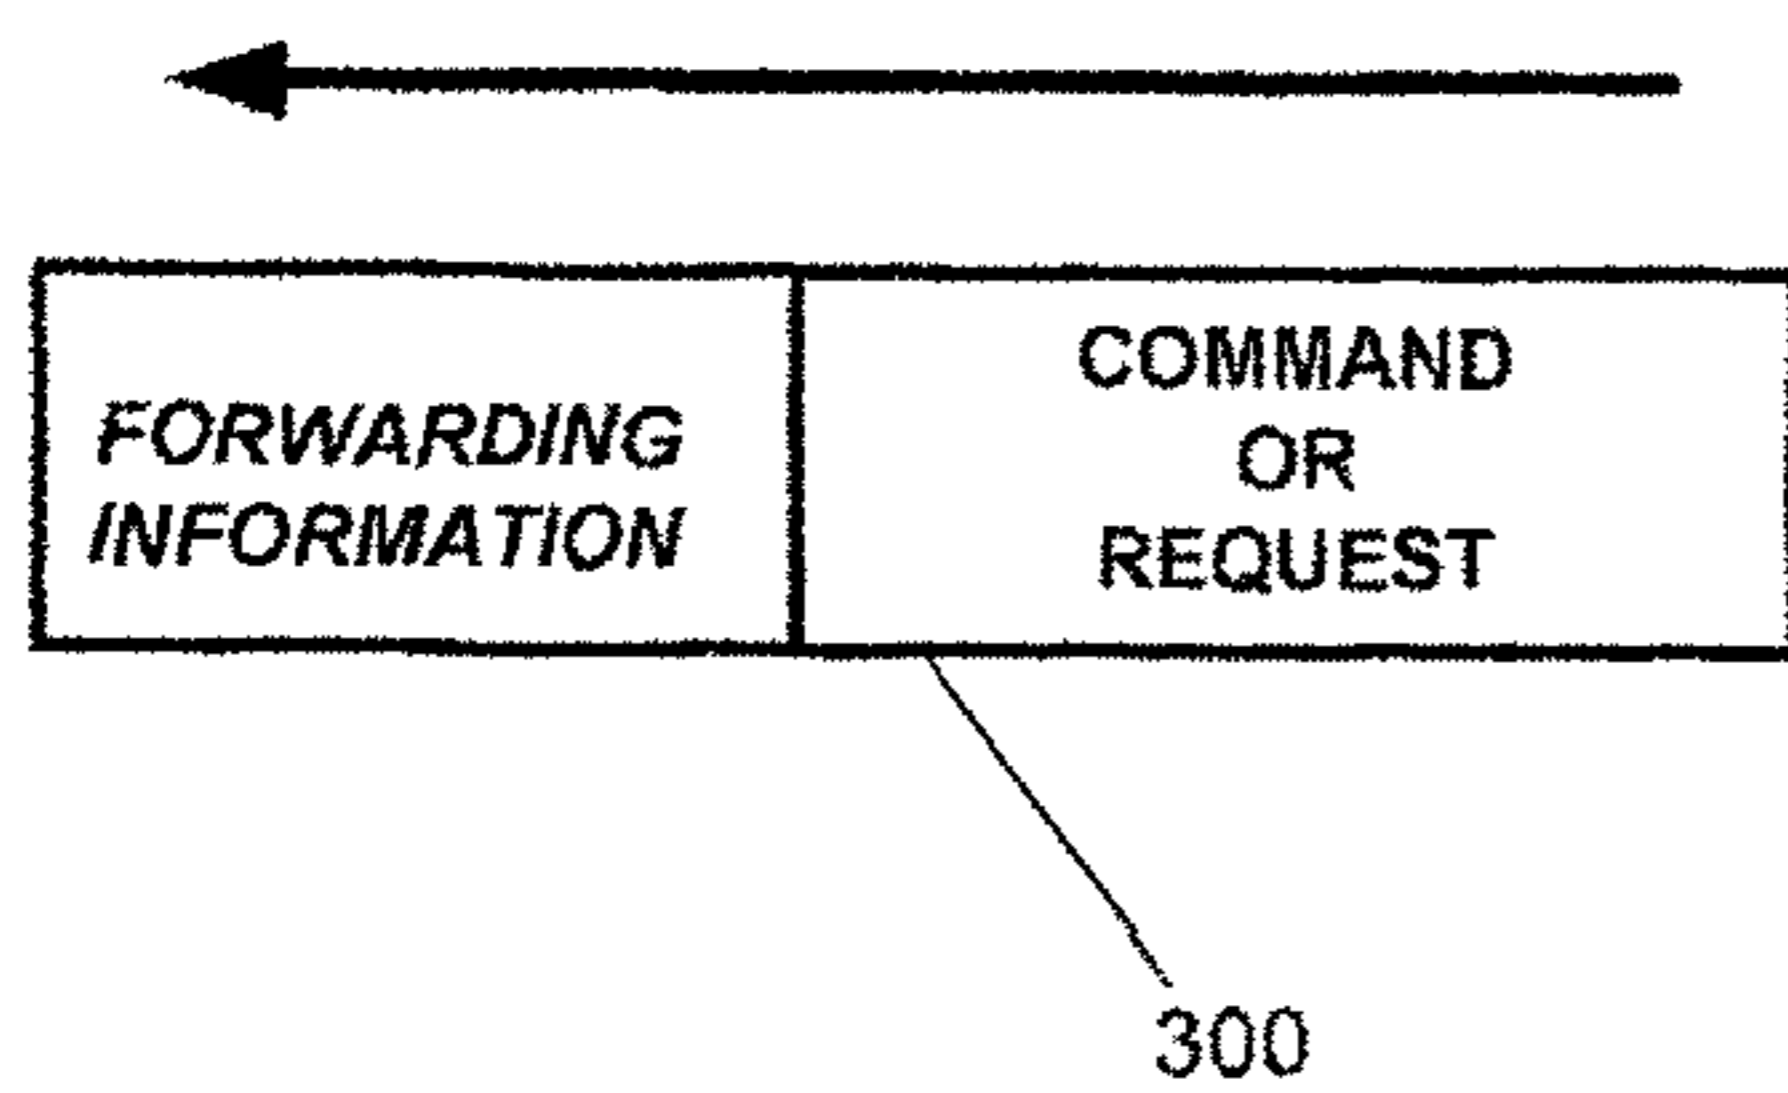 FORWARDING
INFORMATION
COMMAND
OR
REQUEST
300